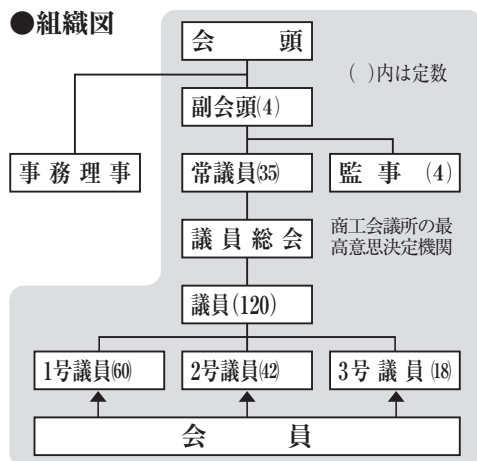 ●組織図
会頭
( )内は定数
副会頭(4)
事務理事
常議員(35)
監事(4)
議員総会
商工会議所の最
高意思決定機関
議員(120)
1号議員(60)
2号議員(42)
3号議員(18)
会員